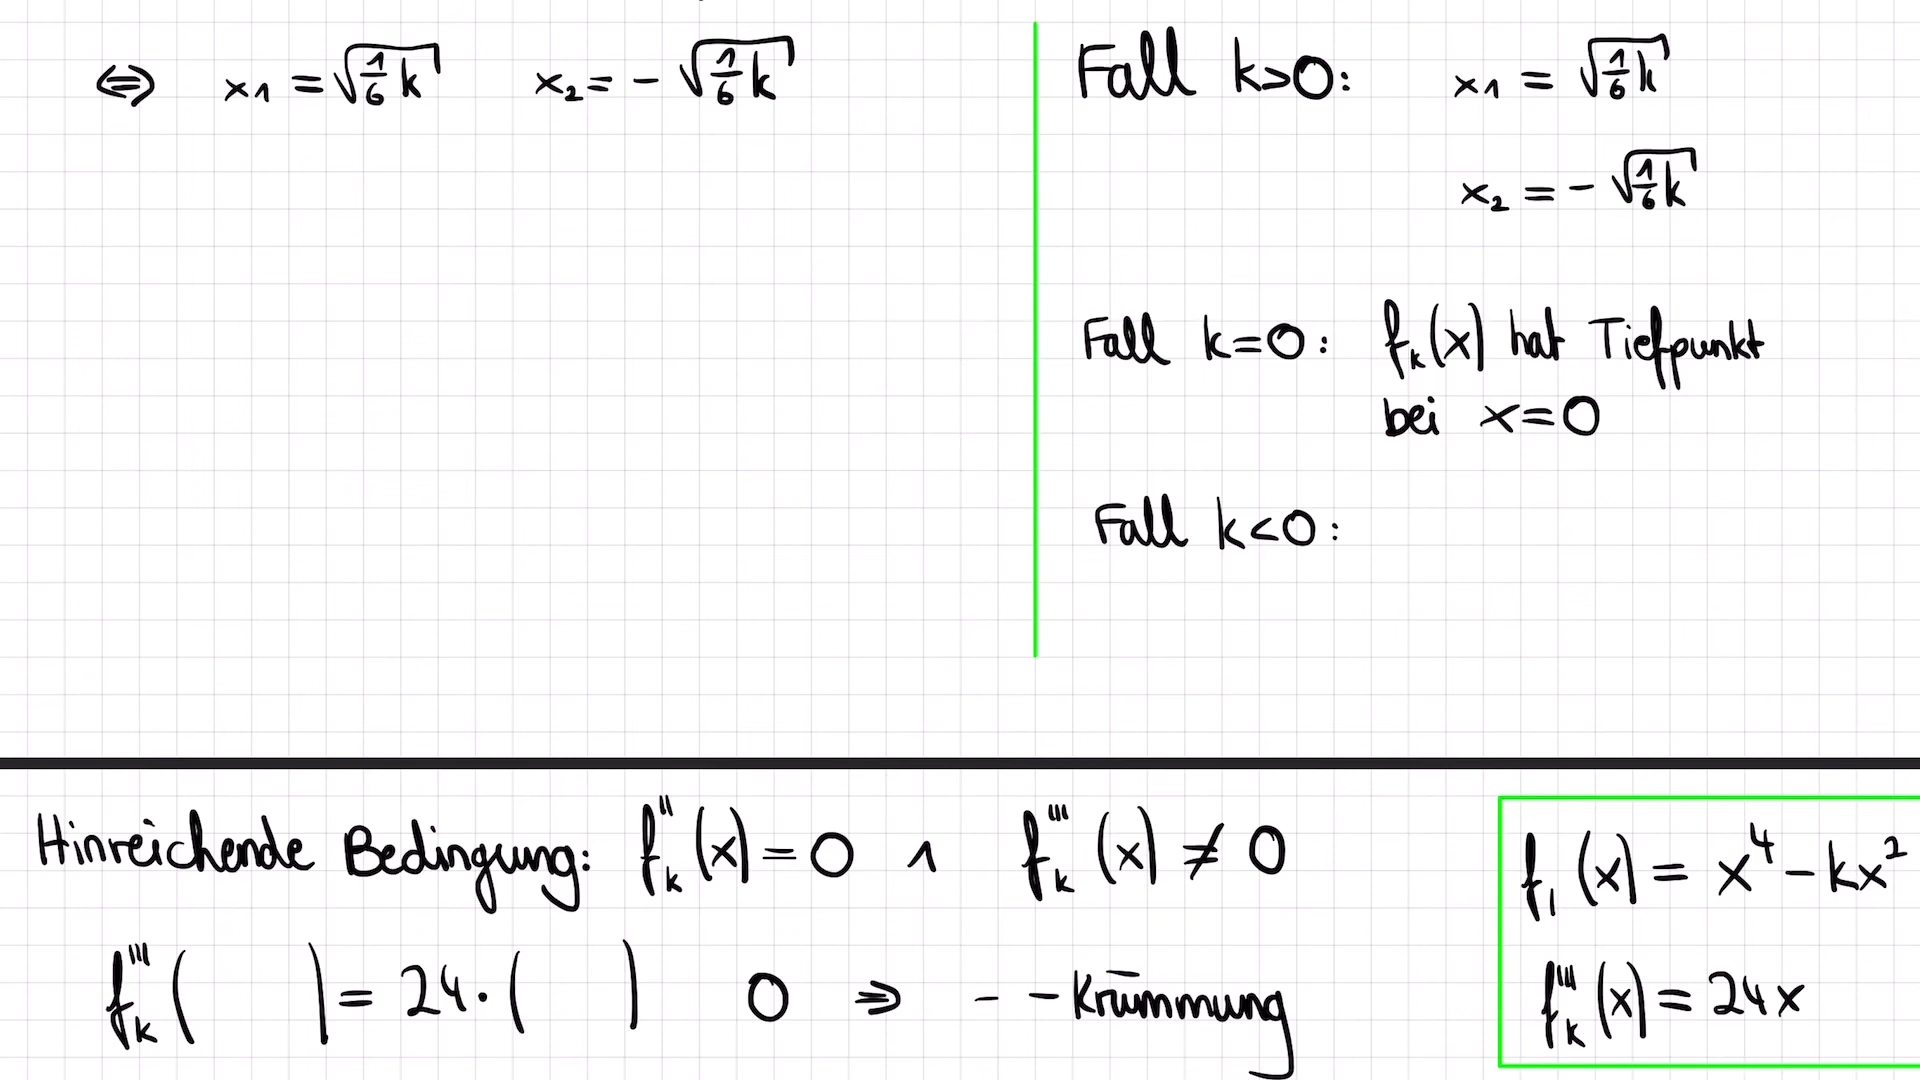 ⇔ x₁ = √(1/6 k) x₂ = - √(1/6 k)
Fall k>0: x₁ = √(1/6 k)
x₂ = - √(1/6 k)
Fall k=0: fₖ(x) hat Tiefpunkt
bei x=0
Fall k<0:
Hinreichende Bedingung: fₖ''(x) = 0 ∧ fₖ'''(x) ≠ 0
fₖ'''( ) = 24·( ) 0 ⇒ - - Krümmung
f₁(x) = x⁴ - kx²
fₖ'''(x) = 24x